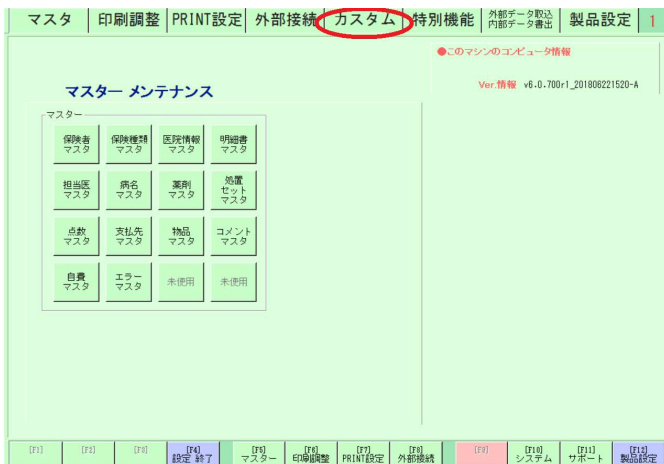 マスタ 印刷調整 PRINT設定 外部接続 カスタム 特別機能 外部データ取込 製品設定 1
内部データ書出
●このマシンのコンピュータ情報
Ver.情報 v6.0.700r1_201806221520-A
マスター メンテナンス
マスター
保険者 保険種類 医院情報 明細書
マスタ マスタ マスタ マスタ
担当医 病名 薬剤 処置
マスタ マスタ マスタ セット
マスタ
点数 支払先 物品 コメント
マスタ マスタ マスタ マスタ
自費 エラー 未使用 未使用
マスタ マスタ
[F1] [F2] [F3] [F4] [F5] [F6] [F7] [F8] [F9] [F10] [F11] [F12]
設定 終了 マスター 印刷調整 PRINT設定 外部接続 システム サポート 製品設定